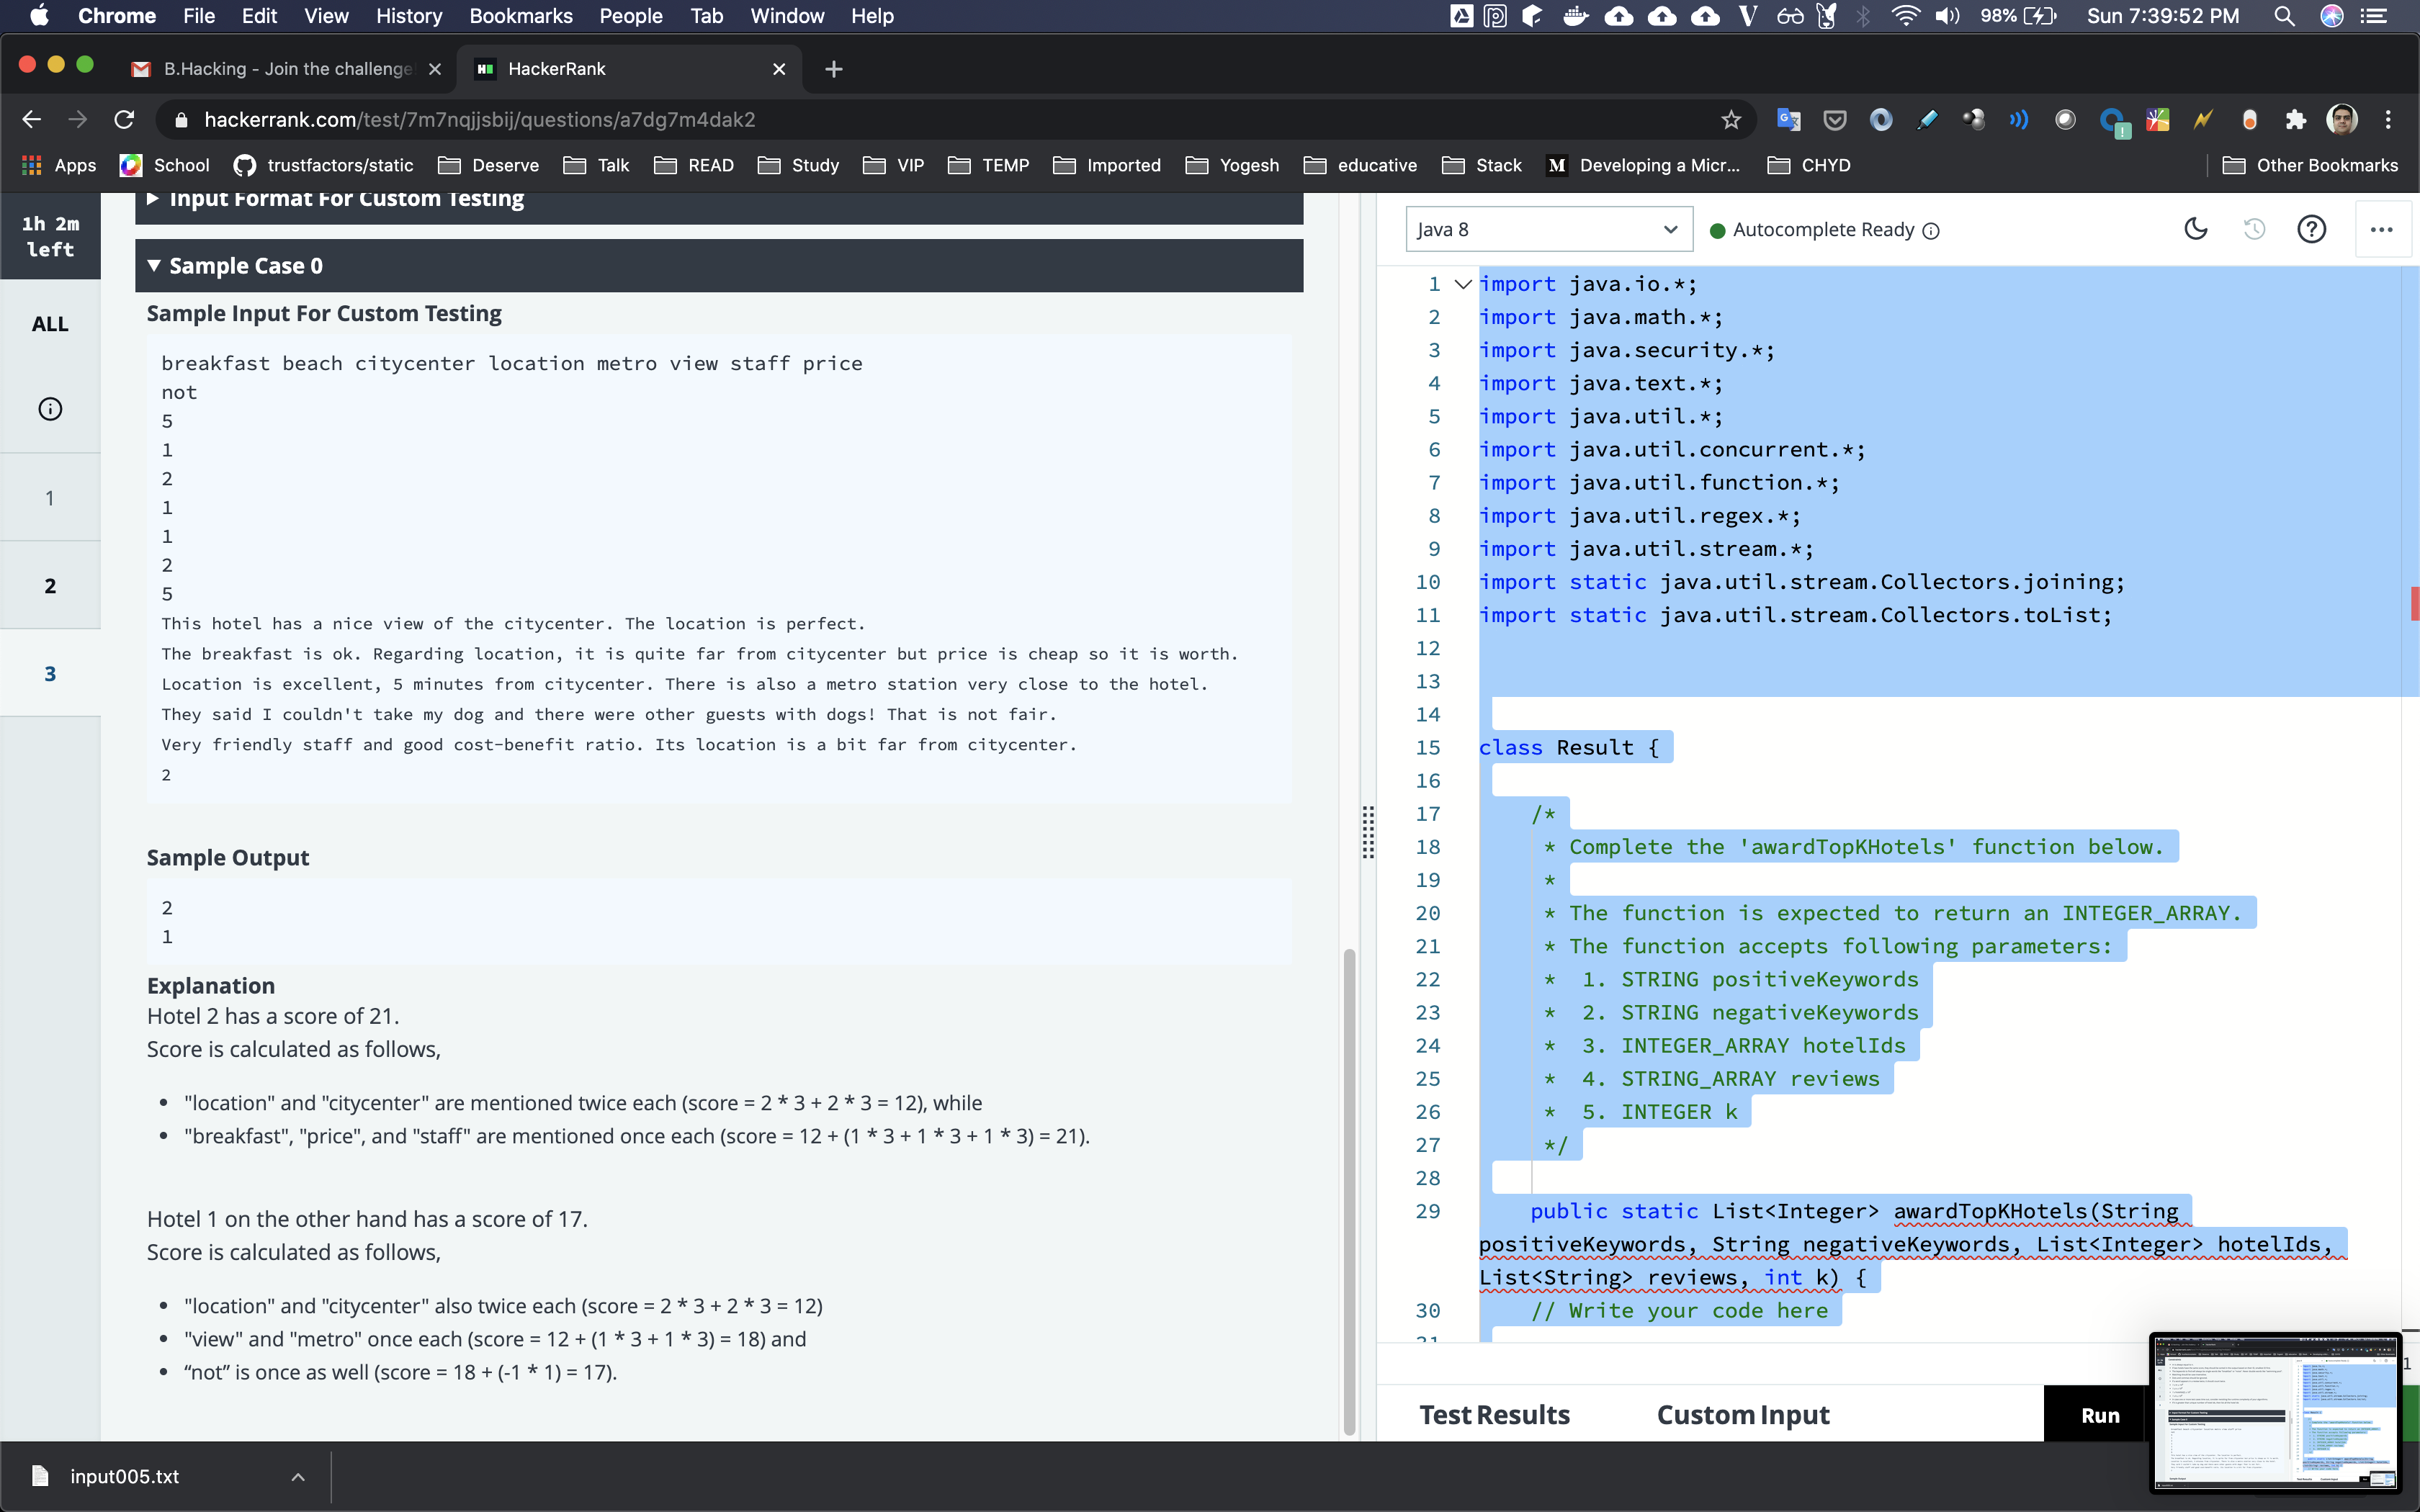 Chrome File Edit View History Bookmarks People Tab Window Help
98% Sun 7:39:52 PM
B.Hacking - Join the challenge
HackerRank
hackerrank.com/test/7m7nqjjsbij/questions/a7dg7m4dak2
Apps School trustfactors/static Deserve Talk READ Study VIP TEMP Imported Yogesh educative Stack Developing a Micr... CHYD Other Bookmarks
1h 2m
left
ALL
1
2
3
Input Format For Custom Testing
Sample Case 0
Sample Input For Custom Testing
breakfast beach citycenter location metro view staff price
not
5
1
2
1
1
2
5
This hotel has a nice view of the citycenter. The location is perfect.
The breakfast is ok. Regarding location, it is quite far from citycenter but price is cheap so it is worth.
Location is excellent, 5 minutes from citycenter. There is also a metro station very close to the hotel.
They said I couldn't take my dog and there were other guests with dogs! That is not fair.
Very friendly staff and good cost-benefit ratio. Its location is a bit far from citycenter.
2
Sample Output
2
1
Explanation
Hotel 2 has a score of 21.
Score is calculated as follows,
• "location" and "citycenter" are mentioned twice each (score = 2 * 3 + 2 * 3 = 12), while
• "breakfast", "price", and "staff" are mentioned once each (score = 12 + (1 * 3 + 1 * 3 + 1 * 3) = 21).
Hotel 1 on the other hand has a score of 17.
Score is calculated as follows,
• "location" and "citycenter" also twice each (score = 2 * 3 + 2 * 3 = 12)
• "view" and "metro" once each (score = 12 + (1 * 3 + 1 * 3) = 18) and
• “not” is once as well (score = 18 + (-1 * 1) = 17).
Java 8
Autocomplete Ready
1 import java.io.*;
2 import java.math.*;
3 import java.security.*;
4 import java.text.*;
5 import java.util.*;
6 import java.util.concurrent.*;
7 import java.util.function.*;
8 import java.util.regex.*;
9 import java.util.stream.*;
10 import static java.util.stream.Collectors.joining;
11 import static java.util.stream.Collectors.toList;
12
13
14
15 class Result {
16
17 /*
18 * Complete the 'awardTopKHotels' function below.
19 *
20 * The function is expected to return an INTEGER_ARRAY.
21 * The function accepts following parameters:
22 * 1. STRING positiveKeywords
23 * 2. STRING negativeKeywords
24 * 3. INTEGER_ARRAY hotelIds
25 * 4. STRING_ARRAY reviews
26 * 5. INTEGER k
27 */
28
29 public static List<Integer> awardTopKHotels(String
positiveKeywords, String negativeKeywords, List<Integer> hotelIds,
List<String> reviews, int k) {
30 // Write your code here
31
Test Results
Custom Input
Run
input005.txt